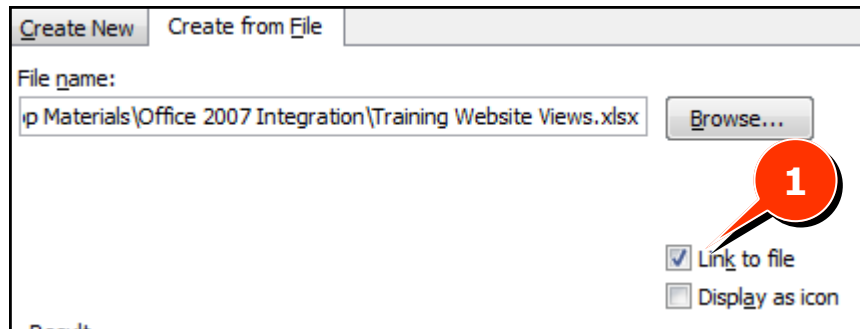 Create New Create from File
File name:
p Materials\Office 2007 Integration\Training Website Views.xlsx Browse...
1
Link to file
Display as icon